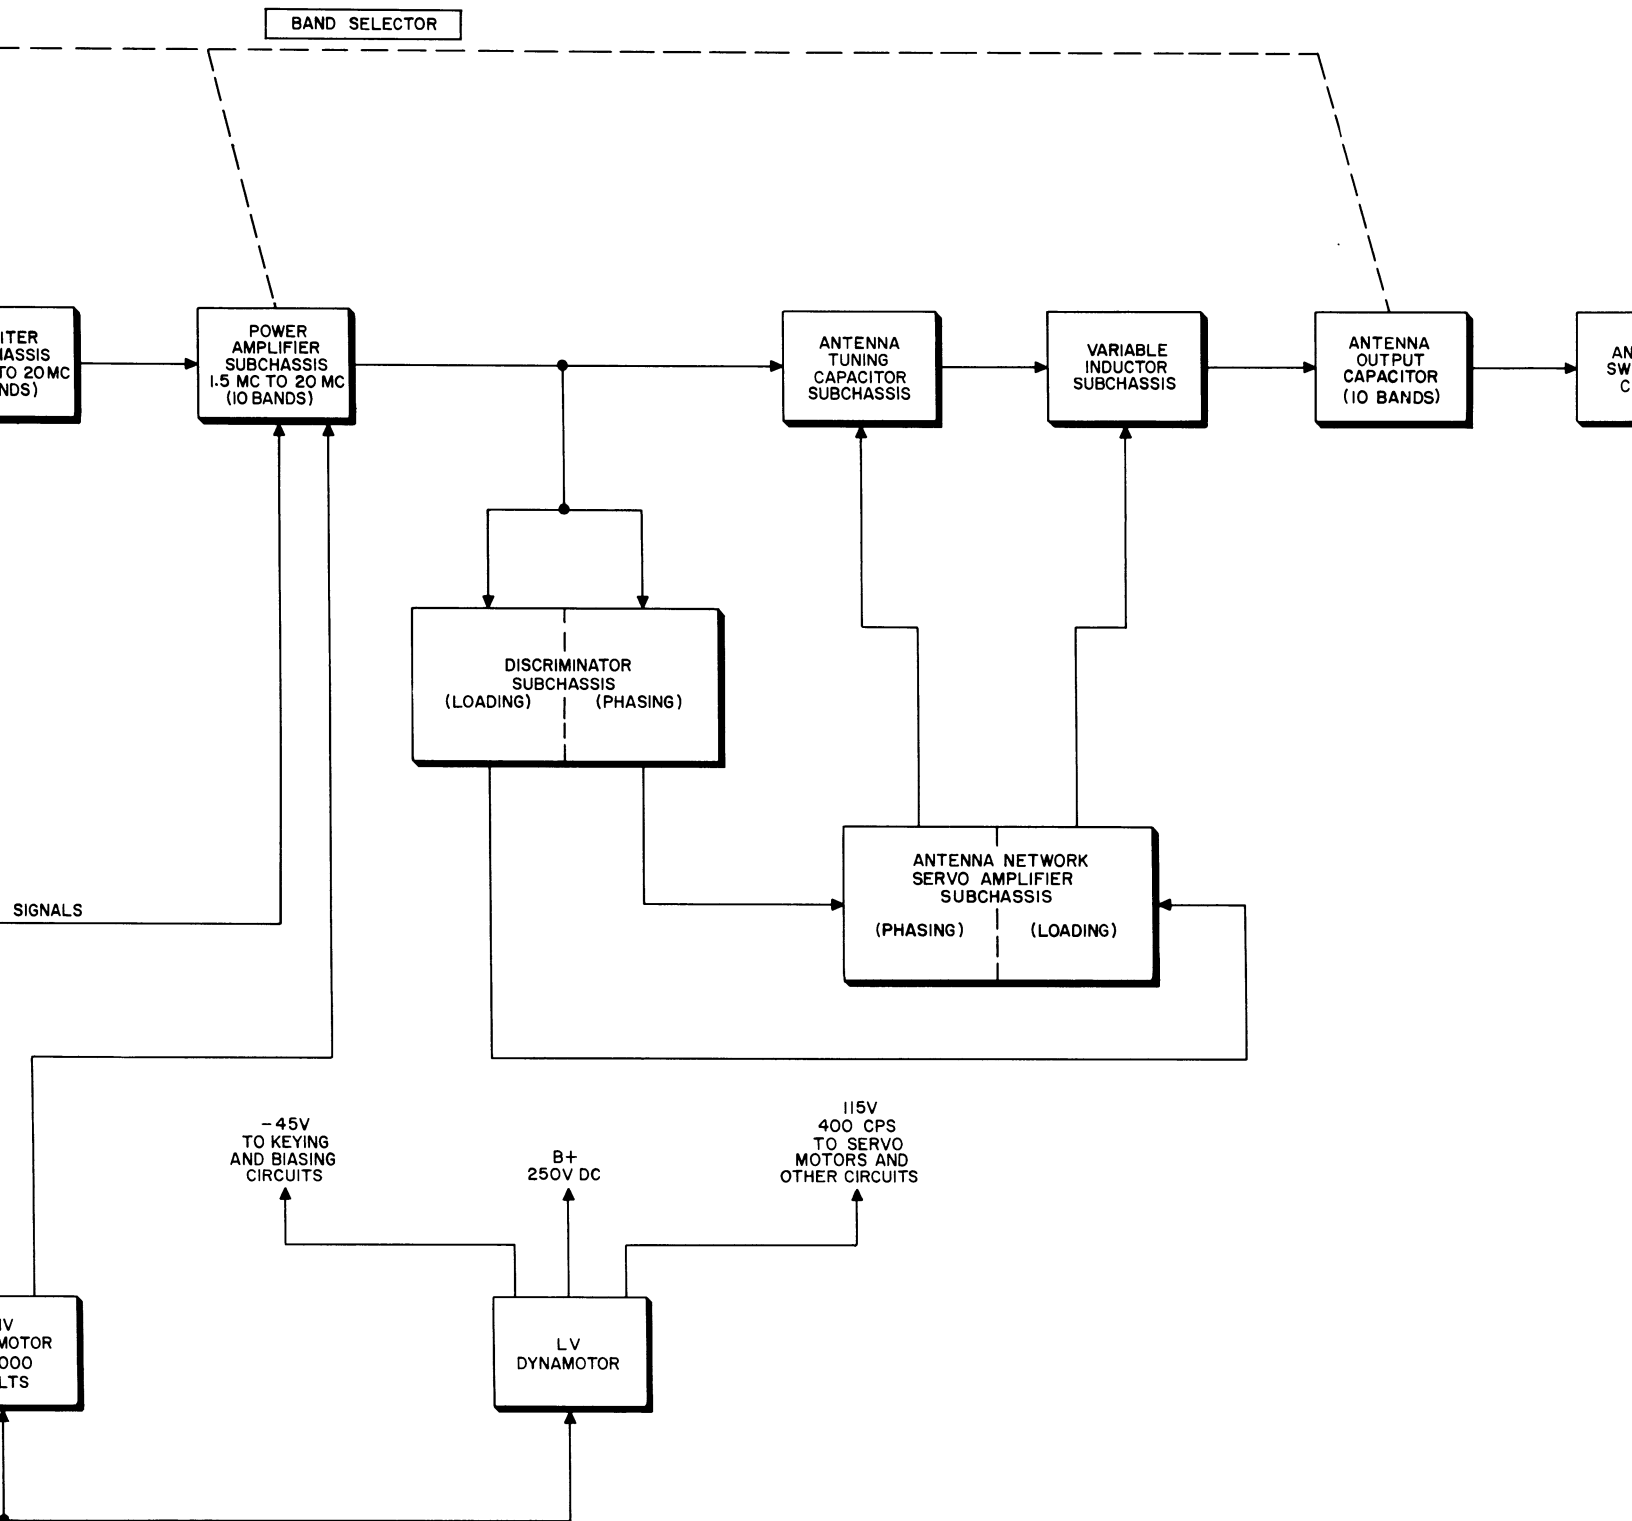 BAND SELECTOR
ITER
TO 20 MC
POWER
AMPLIFIER
SUBCHASSIS
1.5 MC TO 20 MC
(10 BANDS)
ANTENNA
TUNING
CAPACITOR
SUBCHASSIS
VARIABLE
INDUCTOR
SUBCHASSIS
ANTENNA
OUTPUT
CAPACITOR
(10 BANDS)
AN
SW
C
DISCRIMINATOR
SUBCHASSIS
(LOADING) (PHASING)
ANTENNA NETWORK
SERVO AMPLIFIER
SUBCHASSIS
(PHASING) (LOADING)
SIGNALS
-45V
TO KEYING
AND BIASING
CIRCUITS
B+
250V DC
115V
400 CPS
TO SERVO
MOTORS AND
OTHER CIRCUITS
MOTOR
000
LTS
LV
DYNAMOTOR